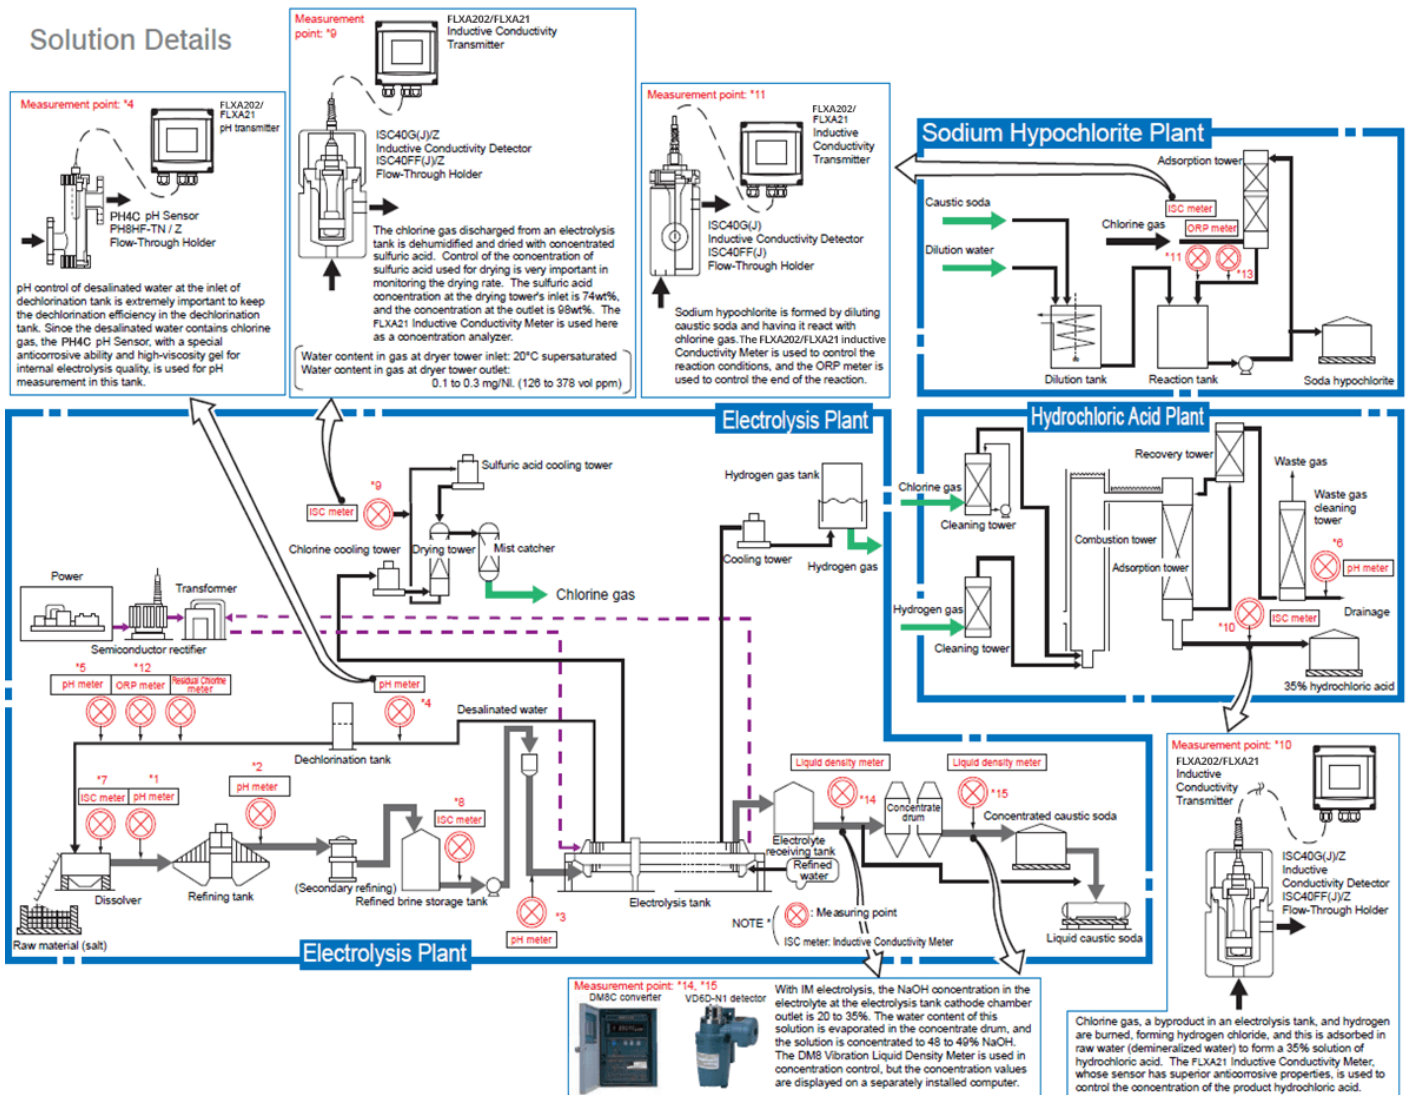 Solution Details
Measurement point: *4
FLXA202/
FLXA21
pH transmitter
PH4C pH Sensor
PH8HF-TN / Z
Flow-Through Holder
pH control of desalinated water at the inlet of
dechlorination tank is extremely important to keep
the dechlorination efficiency in the dechlorination
tank. Since the desalinated water contains chlorine
gas, the PH4C pH Sensor, with a special
anticorrosive ability and high-viscosity gel for
internal electrolysis quality, is used for pH
measurement in this tank.
Measurement
point: *9
FLXA202/FLXA21
Inductive Conductivity
Transmitter
ISC40G(J)/Z
Inductive Conductivity Detector
ISC40FF(J)/Z
Flow-Through Holder
The chlorine gas discharged from an electrolysis
tank is dehumidified and dried with concentrated
sulfuric acid. Control of the concentration of
sulfuric acid used for drying is very important in
monitoring the drying rate. The sulfuric acid
concentration at the drying tower's inlet is 74wt%,
and the concentration at the outlet is 98wt%. The
FLXA21 Inductive Conductivity Meter is used here
as a concentration analyzer.
Water content in gas at dryer tower inlet: 20°C supersaturated
Water content in gas at dryer tower outlet:
0.1 to 0.3 mg/Nl. (126 to 378 vol ppm)
Measurement point: *11
FLXA202/
FLXA21
Inductive
Conductivity
Transmitter
ISC40G(J)
Inductive Conductivity Detector
ISC40FF(J)
Flow-Through Holder
Sodium hypochlorite is formed by diluting
caustic soda and having it react with
chlorine gas.The FLXA202/FLXA21 inductive
Conductivity Meter is used to control the
reaction conditions, and the ORP meter is
used to control the end of the reaction.
Sodium Hypochlorite Plant
Adsorption tower
Caustic soda
ISC meter
Chlorine gas
ORP meter
Dilution water
*11
*13
Dilution tank
Reaction tank
Soda hypochlorite
Electrolysis Plant
Sulfuric acid cooling tower
Hydrogen gas tank
*9
ISC meter
Chlorine cooling tower
Drying tower
Mist catcher
Cooling tower
Hydrogen gas
Chlorine gas
Power
Transformer
Semiconductor rectifier
*5
*12
pH meter
ORP meter
Residual Chlorine
meter
pH meter
*4
Desalinated water
Dechlorination tank
*7
*1
*2
ISC meter
pH meter
pH meter
*8
ISC meter
Dissolver
Refining tank
(Secondary refining)
Refined brine storage tank
Raw material (salt)
*3
pH meter
Electrolysis tank
Liquid density meter
Liquid density meter
*14
*15
Concentrate
drum
Concentrated caustic soda
Electrolyte
receiving tank
Refined
water
NOTE *
: Measuring point
ISC meter: Inductive Conductivity Meter
Liquid caustic soda
Electrolysis Plant
Hydrochloric Acid Plant
Recovery tower
Waste gas
Chlorine gas
Cleaning tower
Waste gas
cleaning
tower
Combustion tower
Adsorption tower
*6
pH meter
Hydrogen gas
Cleaning tower
Drainage
*10
ISC meter
35% hydrochloric acid
Measurement point: *10
FLXA202/FLXA21
Inductive
Conductivity
Transmitter
ISC40G(J)/Z
Inductive
Conductivity Detector
ISC40FF(J)/Z
Flow-Through Holder
Chlorine gas, a byproduct in an electrolysis tank, and hydrogen
are burned, forming hydrogen chloride, and this is adsorbed in
raw water (demineralized water) to form a 35% solution of
hydrochloric acid. The FLXA21 Inductive Conductivity Meter,
whose sensor has superior anticorrosive properties, is used to
control the concentration of the product hydrochloric acid.
Measurement point: *14, *15
DM8C converter
VD6D-N1 detector
With IM electrolysis, the NaOH concentration in the
electrolyte at the electrolysis tank cathode chamber
outlet is 20 to 35%. The water content of this
solution is evaporated in the concentrate drum, and
the solution is concentrated to 48 to 49% NaOH.
The DM8 Vibration Liquid Density Meter is used in
concentration control, but the concentration values
are displayed on a separately installed computer.